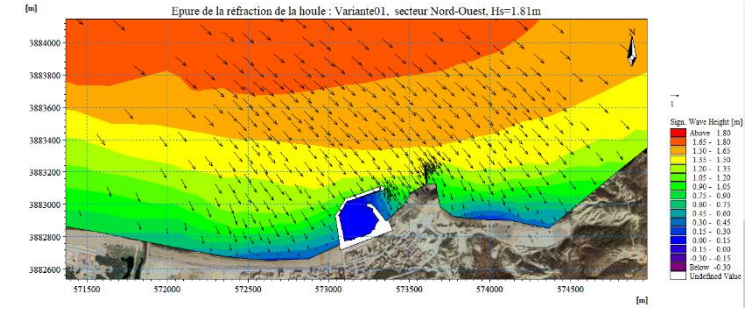 [m]
Epure de la réfraction de la houle : Variante01, secteur Nord-Ouest, Hs=1.81m
3884000
3883800
3883600
3883400
3883200
3883000
3882800
3882600
571500
572000
572500
573000
573500
574000
574500
[m]
N
1
Sign. Wave Height [m]
Above 1.80
1.65 - 1.80
1.50 - 1.65
1.35 - 1.50
1.20 - 1.35
1.05 - 1.20
0.90 - 1.05
0.75 - 0.90
0.60 - 0.75
0.45 - 0.60
0.30 - 0.45
0.15 - 0.30
0.00 - 0.15
-0.15 - 0.00
-0.30 - -0.15
Below -0.30
Undefined Value